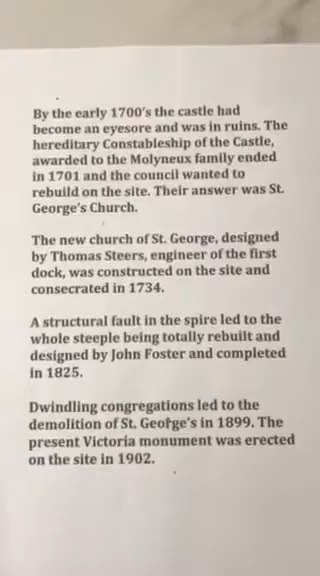 By the early 1700's the castle had
become an eyesore and was in ruins. The
hereditary Constableship of the Castle,
awarded to the Molyneux family ended
in 1701 and the council wanted to
rebuild on the site. Their answer was St.
George's Church.
The new church of St. George, designed
by Thomas Steers, engineer of the first
dock, was constructed on the site and
consecrated in 1734.
A structural fault in the spire led to the
whole steeple being totally rebuilt and
designed by John Foster and completed
in 1825.
Dwindling congregations led to the
demolition of St. George's in 1899. The
present Victoria monument was erected
on the site in 1902.